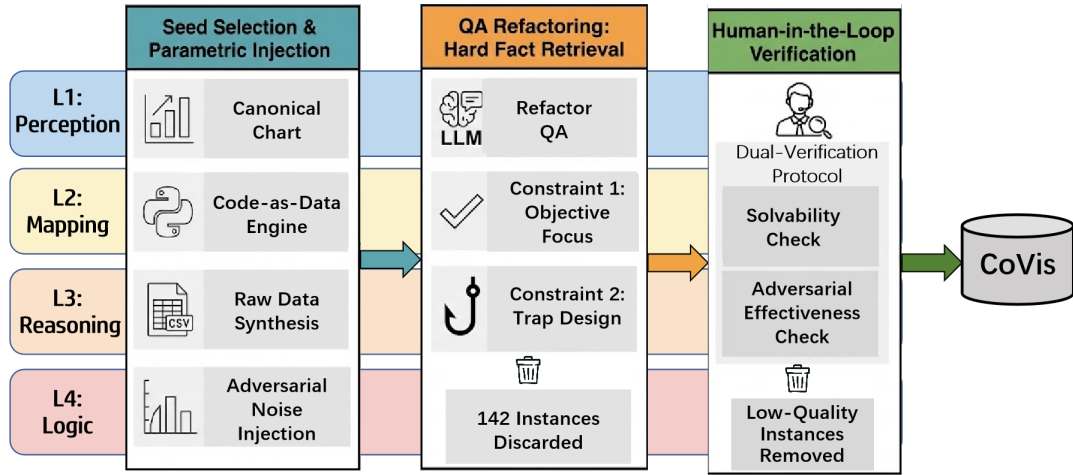 Seed Selection &
Parametric Injection
QA Refactoring:
Hard Fact Retrieval
Human-in-the-Loop
Verification
L1:
Perception
L2:
Mapping
L3:
Reasoning
L4:
Logic
Canonical
Chart
Code-as-Data
Engine
CSV
Raw Data
Synthesis
Adversarial
Noise
Injection
LLM
Refactor
QA
Constraint 1:
Objective
Focus
Constraint 2:
Trap Design
142 Instances
Discarded
Dual-Verification
Protocol
Solvability
Check
Adversarial
Effectiveness
Check
Low-Quality
Instances
Removed
CoVis